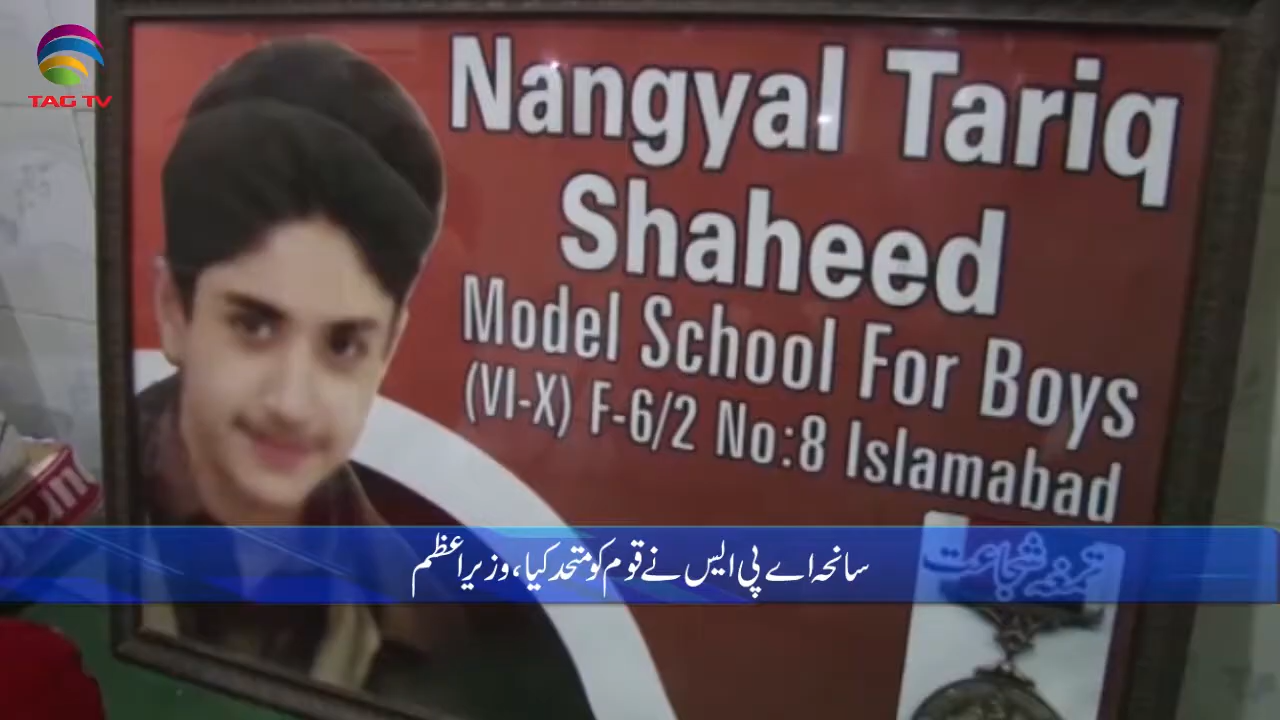 TAG TV
Nangyal Tariq
Shaheed
Model School For Boys
(VI-X) F-6/2 No:8 Islamabad
تمغہ شجاعت
سانحہ اے پی ایس نے قوم کو متحد کیا، وزیراعظم